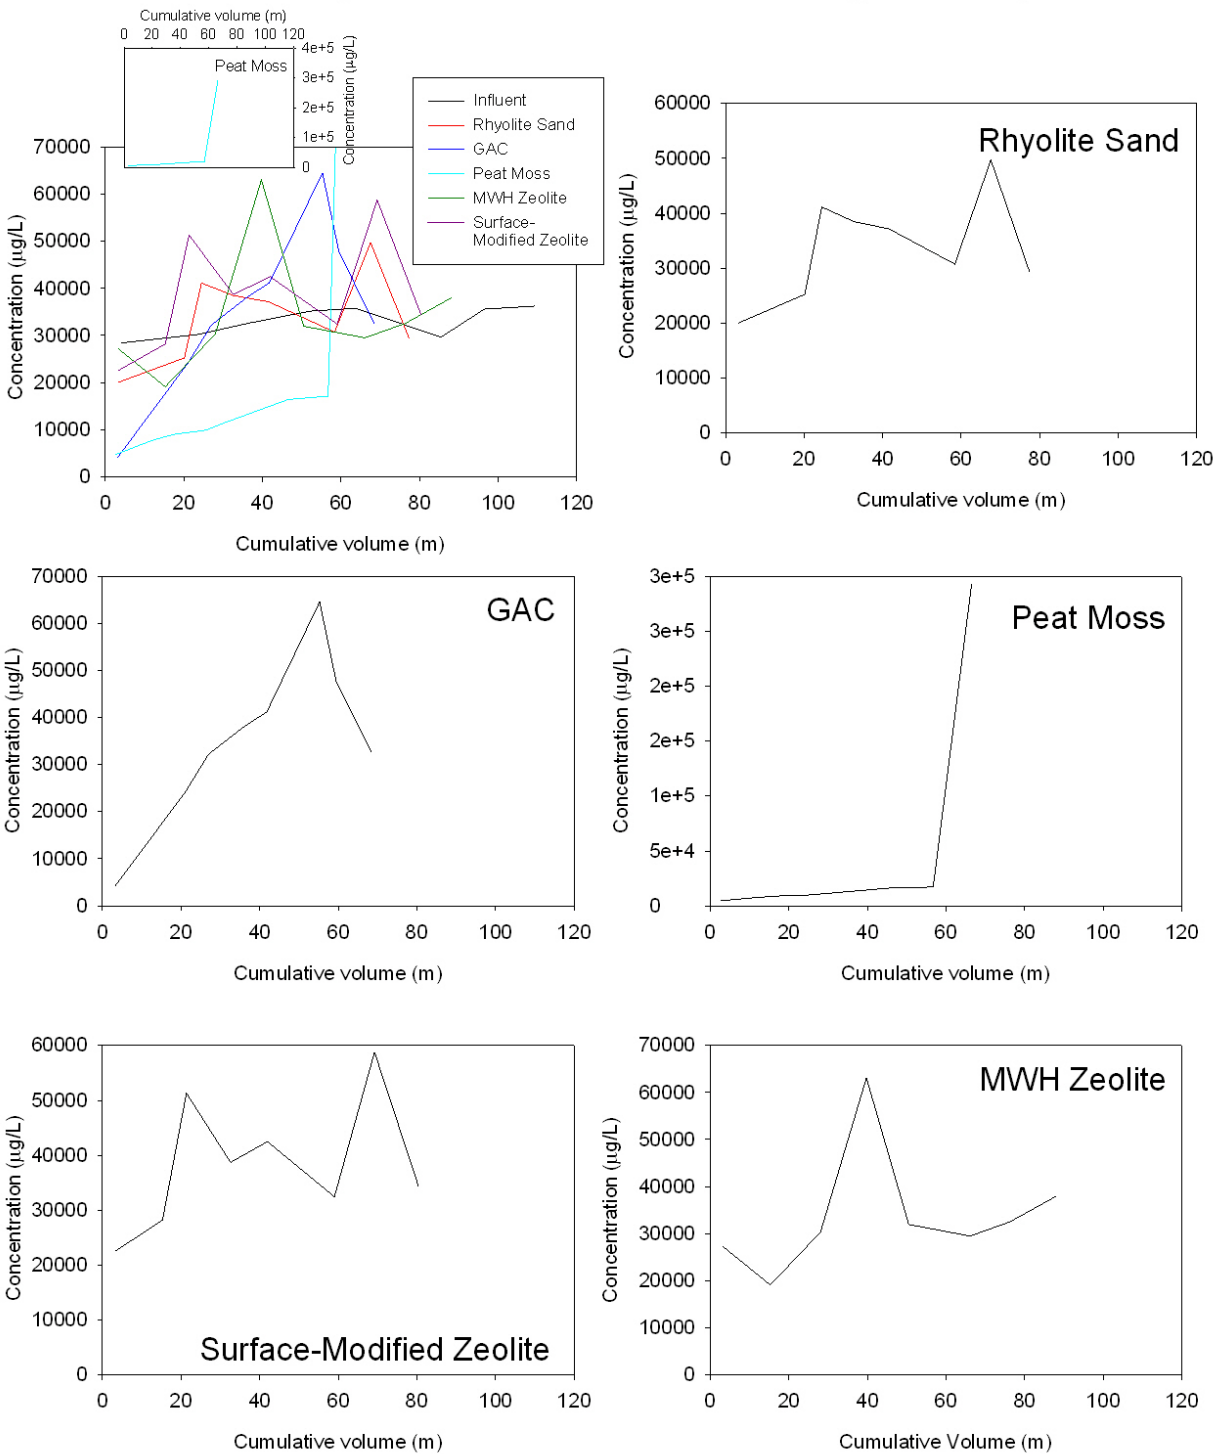 Cumulative volume (m)
0 20 40 60 80 100 120
4e+5
3e+5
2e+5
1e+5
0
Concentration (µg/L)
Peat Moss
Influent
Rhyolite Sand
GAC
Peat Moss
MWH Zeolite
Surface-
Modified Zeolite
70000
60000
50000
40000
30000
20000
10000
0
Concentration (µg/L)
0 20 40 60 80 100 120
Cumulative volume (m)
Rhyolite Sand
60000
50000
40000
30000
20000
10000
0
Concentration (µg/L)
0 20 40 60 80 100 120
Cumulative volume (m)
GAC
70000
60000
50000
40000
30000
20000
10000
0
Concentration (µg/L)
0 20 40 60 80 100 120
Cumulative volume (m)
Peat Moss
3e+5
3e+5
2e+5
2e+5
1e+5
5e+4
0
Concentration (µg/L)
0 20 40 60 80 100 120
Cumulative volume (m)
60000
50000
40000
30000
20000
10000
0
Concentration (µg/L)
Surface-Modified Zeolite
0 20 40 60 80 100 120
Cumulative volume (m)
MWH Zeolite
70000
60000
50000
40000
30000
20000
10000
0
Concentration (µg/L)
0 20 40 60 80 100 120
Cumulative Volume (m)